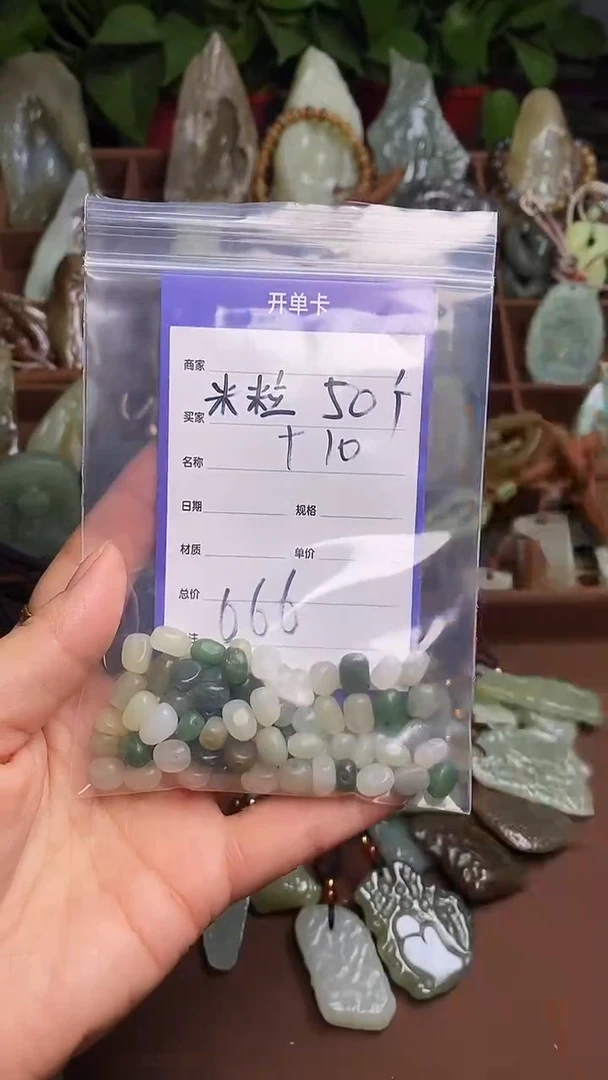 开单卡
商家
米粒 50个
买家
+10
名称
日期 规格
材质 单价
总价 666
注